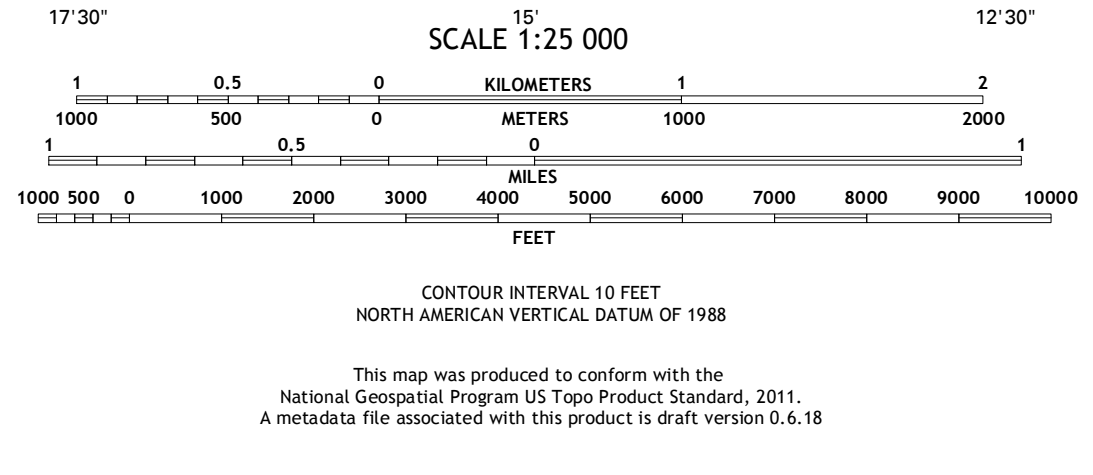 17'30" 15' 12'30"
SCALE 1:25 000
1 0.5 0 KILOMETERS 1 2
1000 500 0 METERS 1000 2000
1 0.5 0 1
MILES
1000 500 0 1000 2000 3000 4000 5000 6000 7000 8000 9000 10000
FEET
CONTOUR INTERVAL 10 FEET
NORTH AMERICAN VERTICAL DATUM OF 1988
This map was produced to conform with the
National Geospatial Program US Topo Product Standard, 2011.
A metadata file associated with this product is draft version 0.6.18